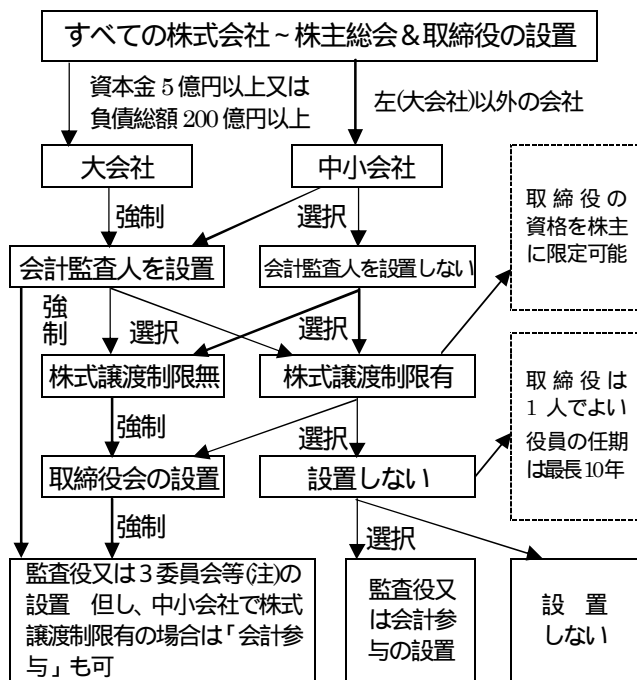 すべての株式会社~株主総会&取締役の設置
資本金5億円以上又は
負債総額200億円以上
左(大会社)以外の会社
大会社
中小会社
強制
選択
会計監査人を設置
会計監査人を設置しない
取締役の
資格を株主
に限定可能
強
制
選択
選択
株式譲渡制限無
株式譲渡制限有
強制
選択
取締役は
1人でよい
役員の任期
は最長10年
取締役会の設置
設置しない
強制
選択
監査役又は3委員会等(注)の
設置 但し、中小会社で株式
譲渡制限有の場合は「会計参
与」も可
監査役又
は会計参
与の設置
設 置
しない